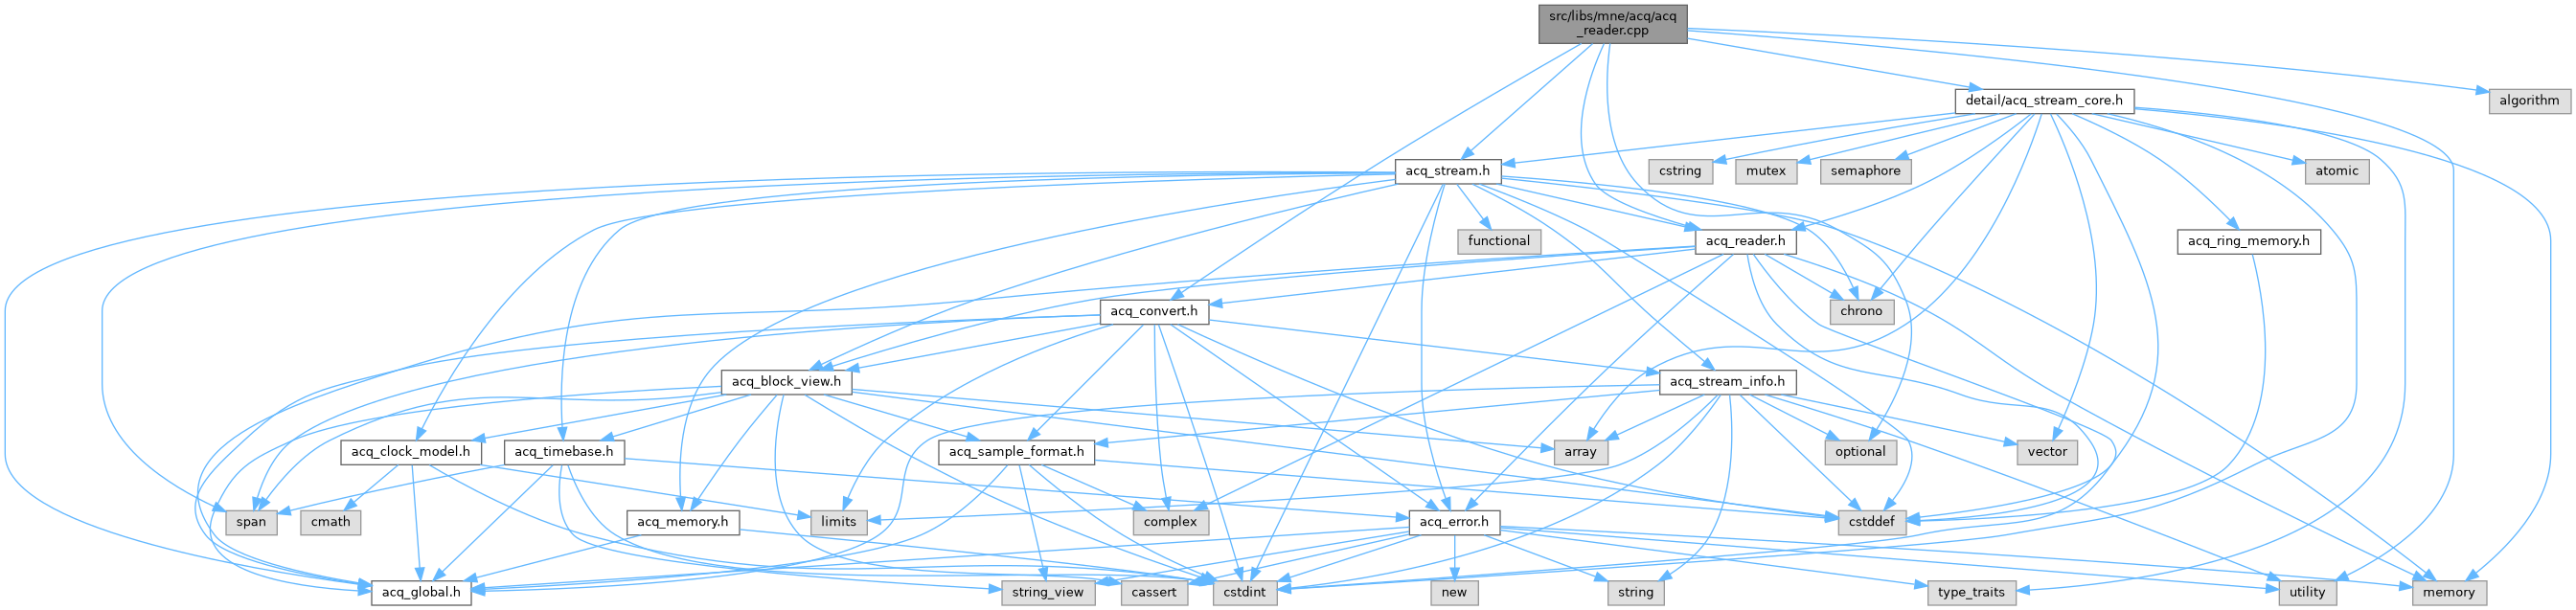 src/libs/mne/acq/acq
_reader.cpp
detail/acq_stream_core.h
algorithm
acq_stream.h
cstring
mutex
semaphore
atomic
functional
acq_reader.h
acq_ring_memory.h
acq_convert.h
chrono
acq_block_view.h
acq_stream_info.h
acq_clock_model.h
acq_timebase.h
acq_sample_format.h
array
optional
vector
span
cmath
acq_memory.h
limits
complex
acq_error.h
cstddef
acq_global.h
string_view
cassert
cstdint
new
string
type_traits
utility
memory